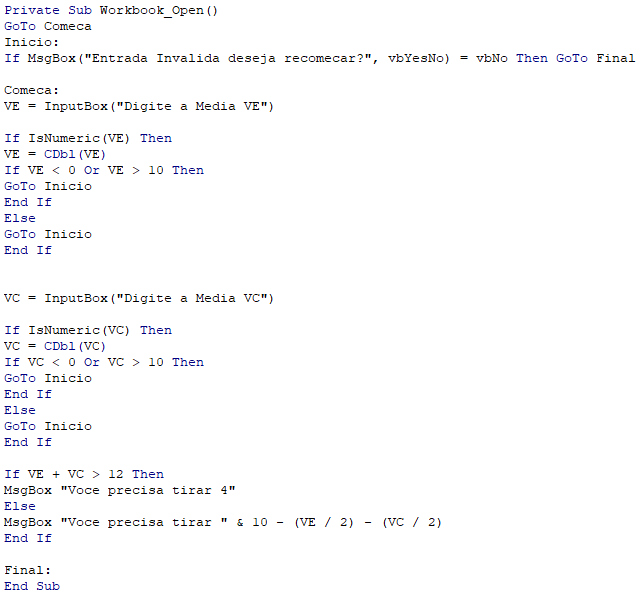 Private Sub Workbook_Open()
GoTo Comeca
Inicio:
If MsgBox("Entrada Invalida deseja recomecar?", vbYesNo) = vbNo Then GoTo Final
Comeca:
VE = InputBox("Digite a Media VE")
If IsNumeric(VE) Then
VE = CDbl(VE)
If VE < 0 Or VE > 10 Then
GoTo Inicio
End If
Else
GoTo Inicio
End If
VC = InputBox("Digite a Media VC")
If IsNumeric(VC) Then
VC = CDbl(VC)
If VC < 0 Or VC > 10 Then
GoTo Inicio
End If
Else
GoTo Inicio
End If
If VE + VC > 12 Then
MsgBox "Voce precisa tirar 4"
Else
MsgBox "Voce precisa tirar " & 10 - (VE / 2) - (VC / 2)
End If
Final:
End Sub